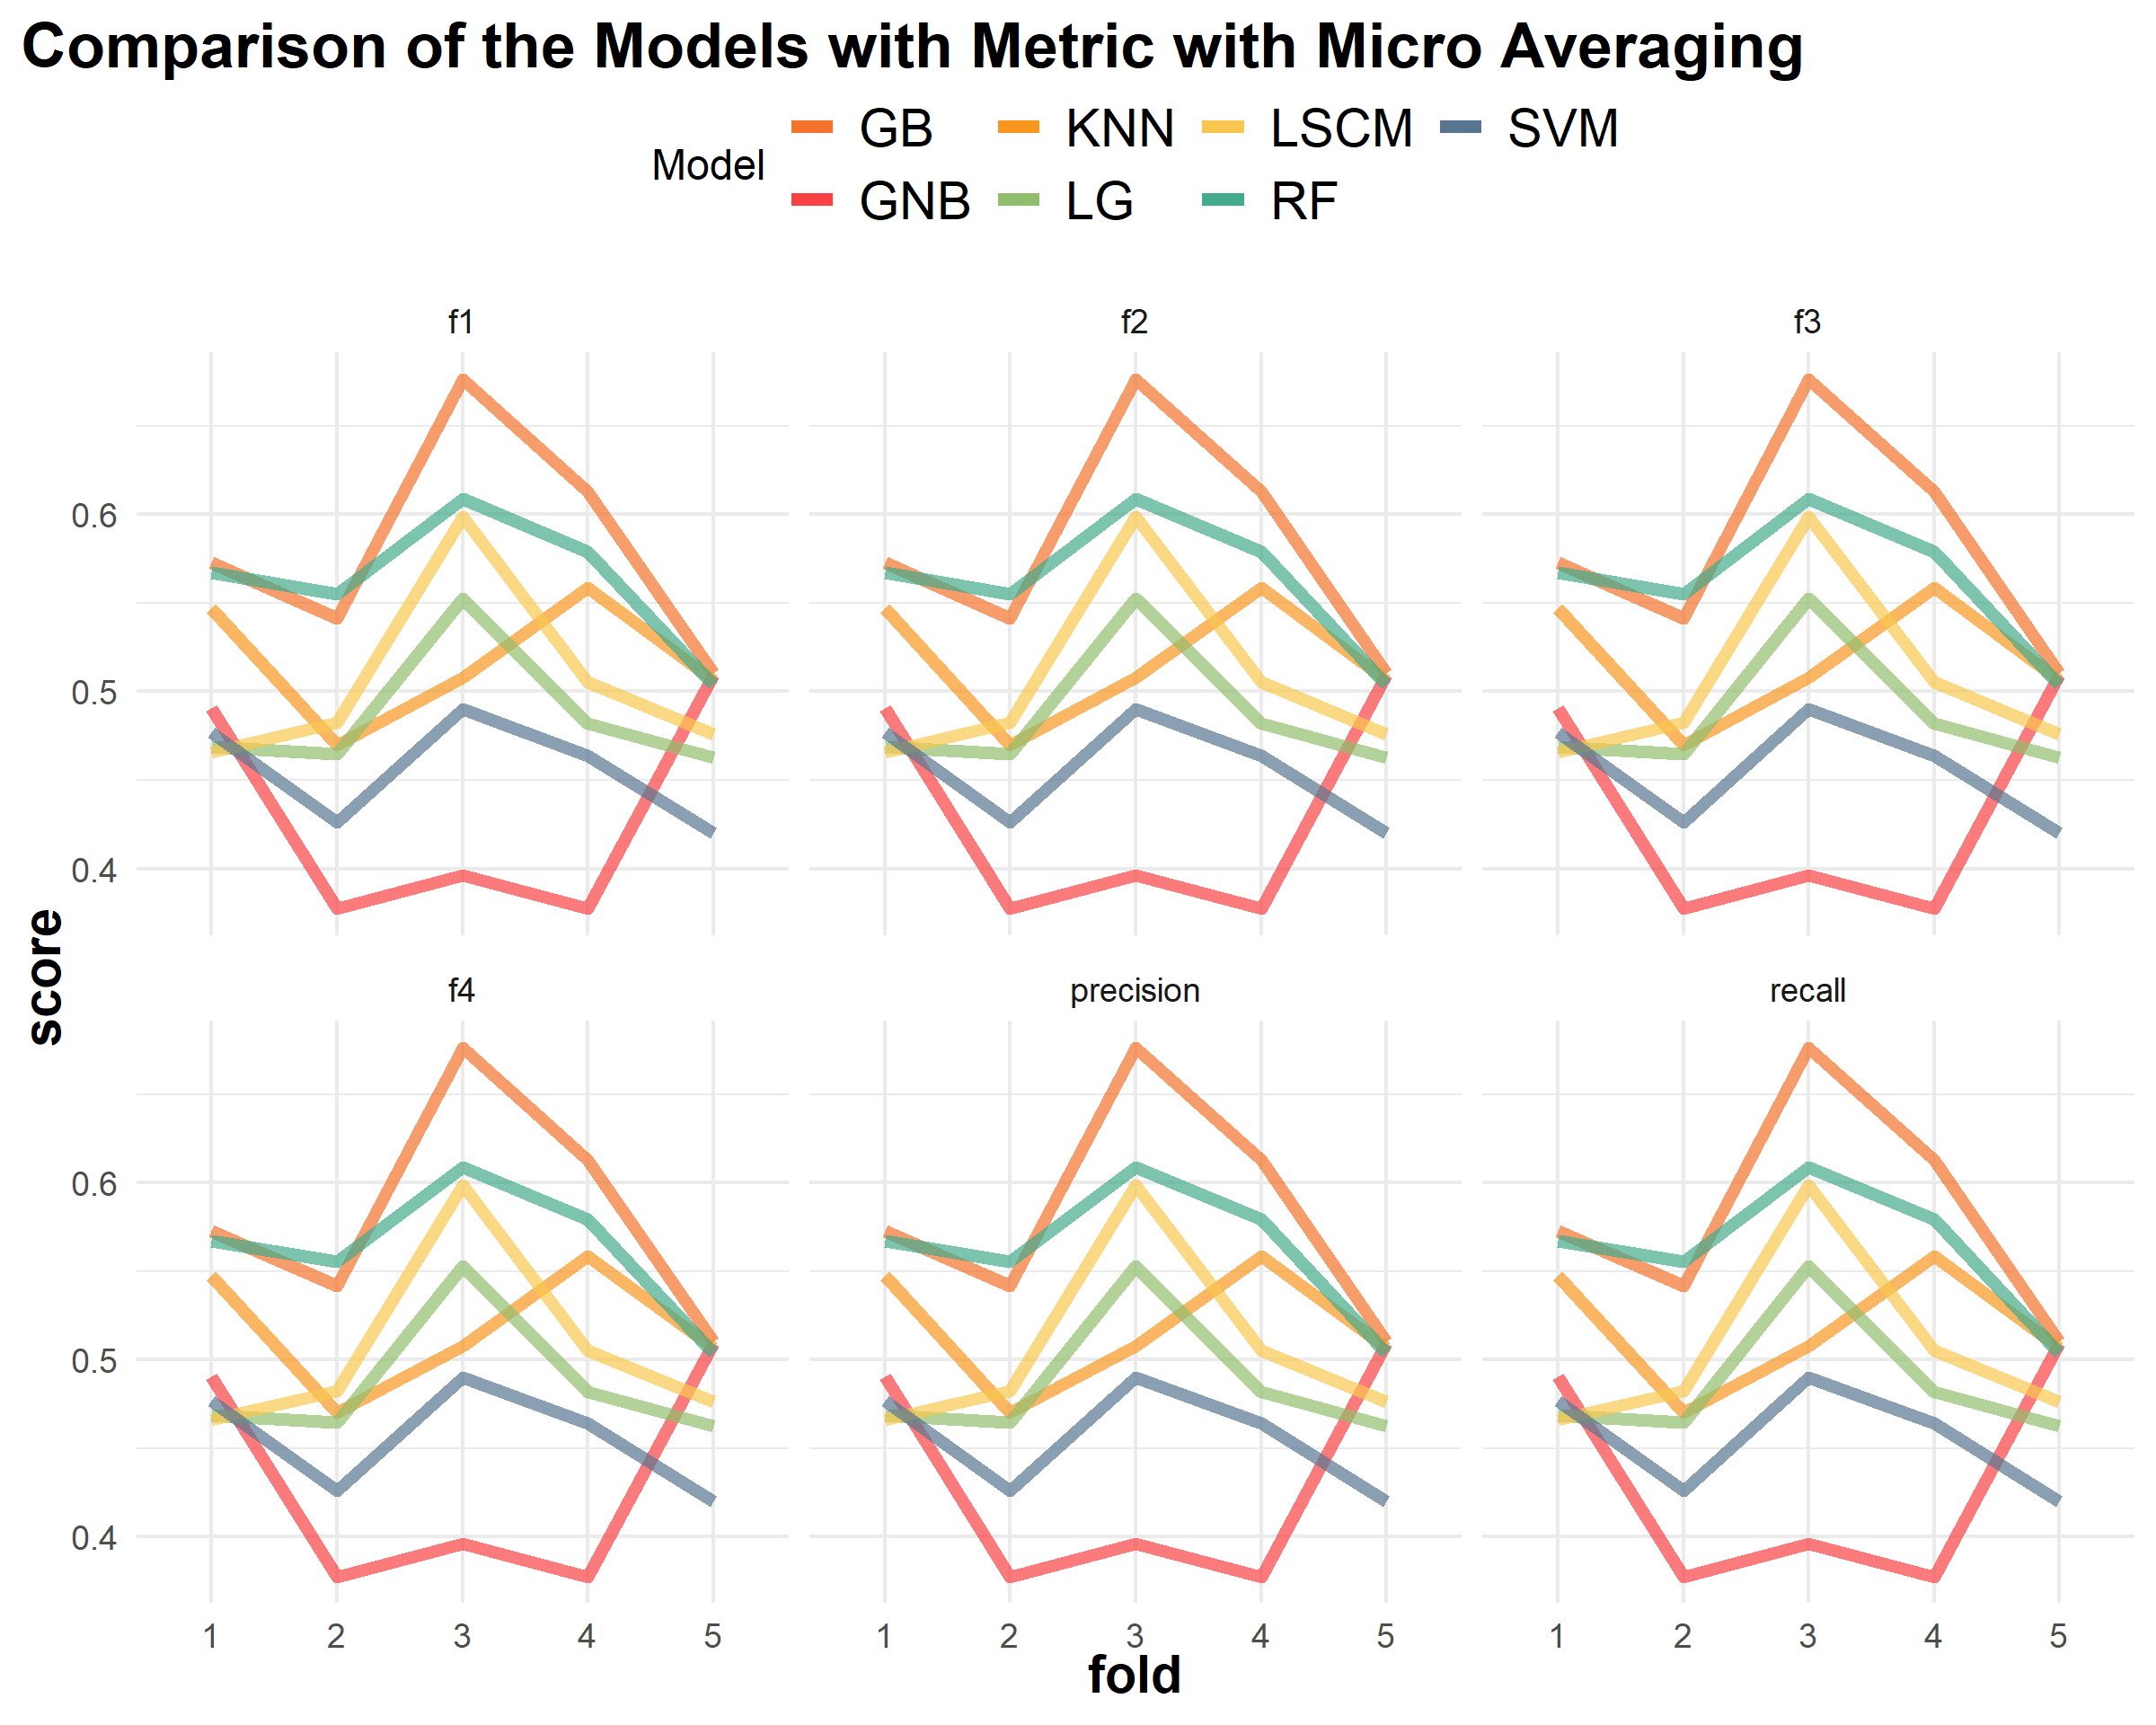 Comparison of the Models with Metric with Micro Averaging
Model
GB KNN LSCM SVM
GNB LG RF
f1 f2 f3
0.6
0.5
0.4
score
f4 precision recall
0.6
0.5
0.4
1 2 3 4 5 1 2 3 4 5 1 2 3 4 5
fold